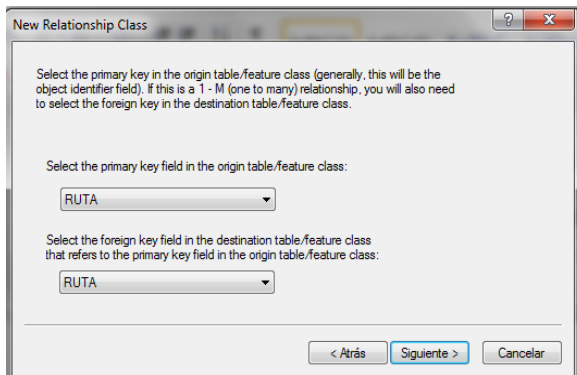 New Relationship Class
Select the primary key in the origin table/feature class (generally, this will be the
object identifier field). If this is a 1 - M (one to many) relationship, you will also need
to select the foreign key in the destination table/feature class.
Select the primary key field in the origin table/feature class:
RUTA
Select the foreign key field in the destination table/feature class
that refers to the primary key field in the origin table/feature class:
RUTA
< Atrás Siguiente > Cancelar